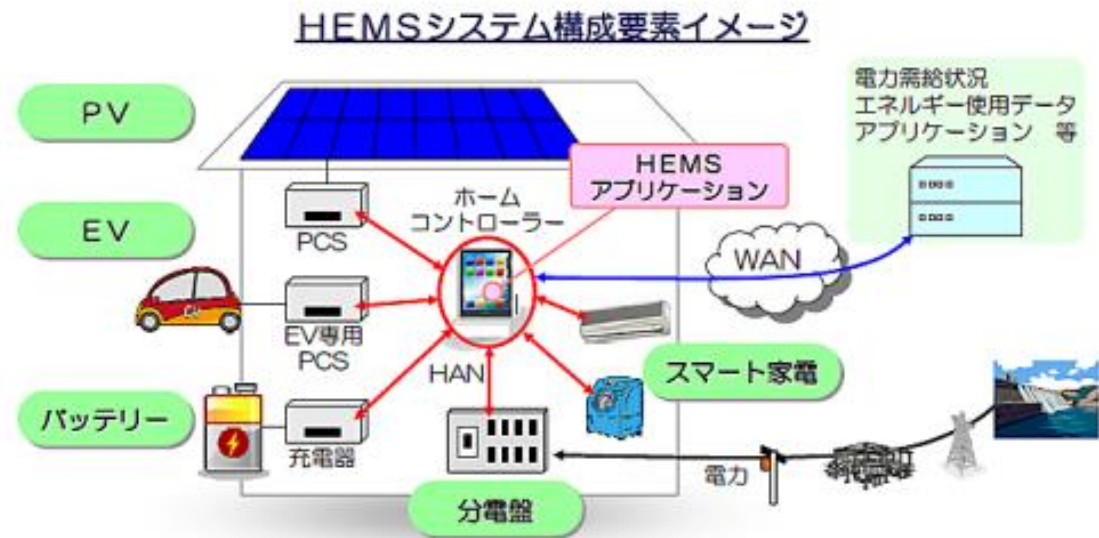 HEMSシステム構成要素イメージ
電力需給状況
エネルギー使用データ
アプリケーション 等
PV
HEMS
アプリケーション
ホーム
コントローラー
PCS
EV
WAN
EV専用
PCS
HAN
スマート家電
バッテリー
充電器
電力
分電盤